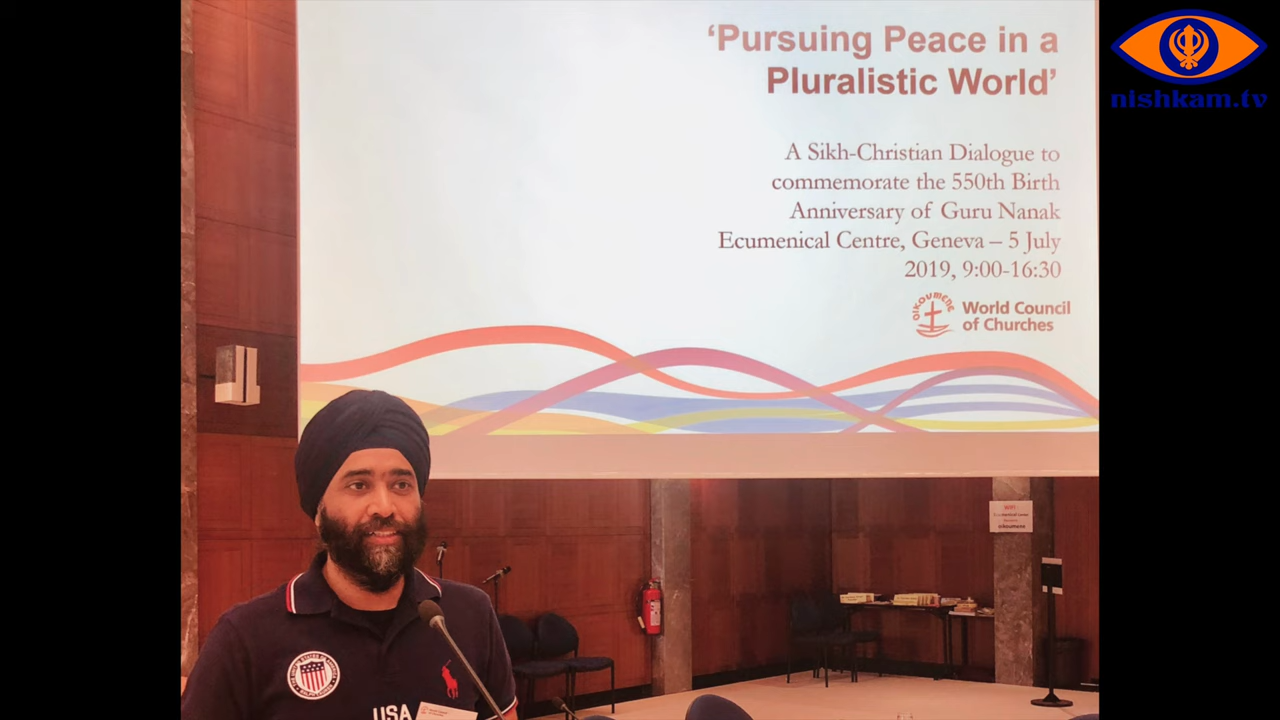 ‘Pursuing Peace in a
Pluralistic World’
nishkam.tv
A Sikh-Christian Dialogue to
commemorate the 550th Birth
Anniversary of Guru Nanak
Ecumenical Centre, Geneva – 5 July
2019, 9:00-16:30
OIKOUMENE
World Council
of Churches
oikoumene
USA